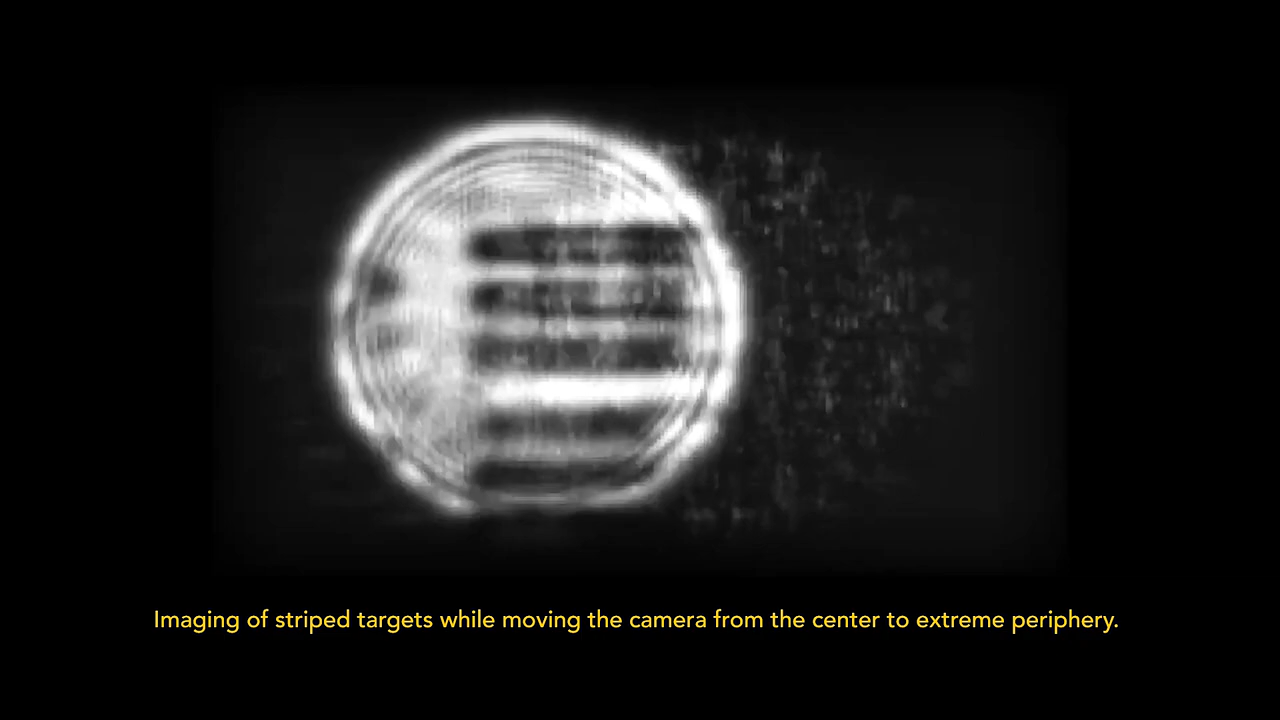 Imaging of striped targets while moving the camera from the center to extreme periphery.